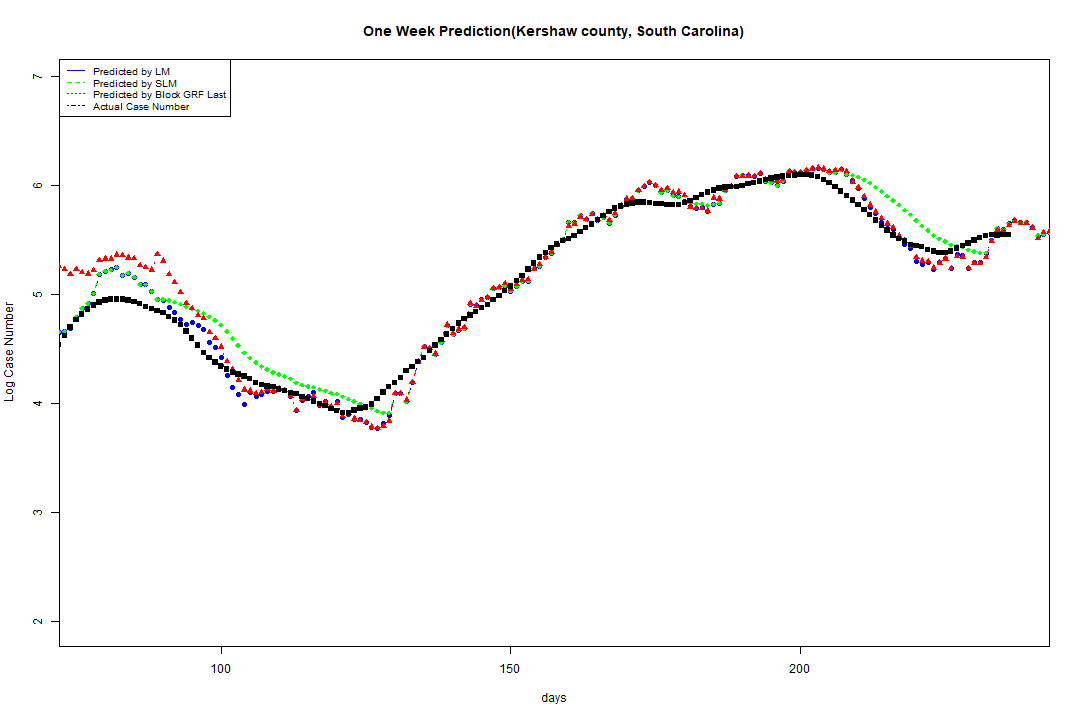 One Week Prediction(Kershaw county, South Carolina)
Predicted by LM
Predicted by SLM
Predicted by Block GRF Last
Actual Case Number
7
6
5
4
3
2
Log Case Number
100 150 200
days